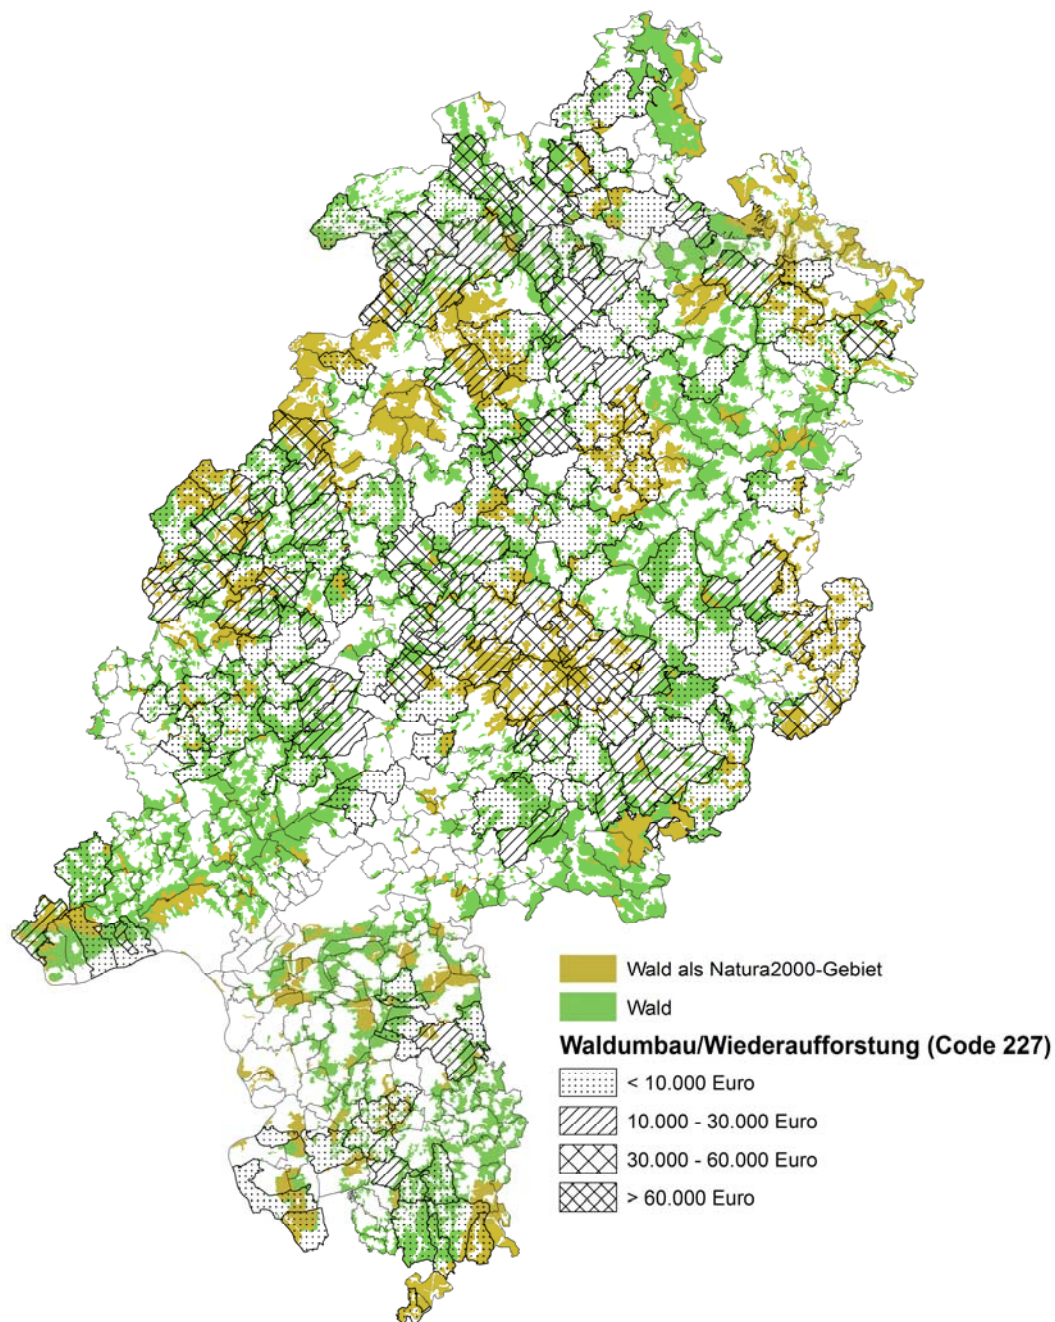 Wald als Natura2000-Gebiet
Wald
Waldumbau/Wiederaufforstung (Code 227)
< 10.000 Euro
10.000 - 30.000 Euro
30.000 - 60.000 Euro
> 60.000 Euro